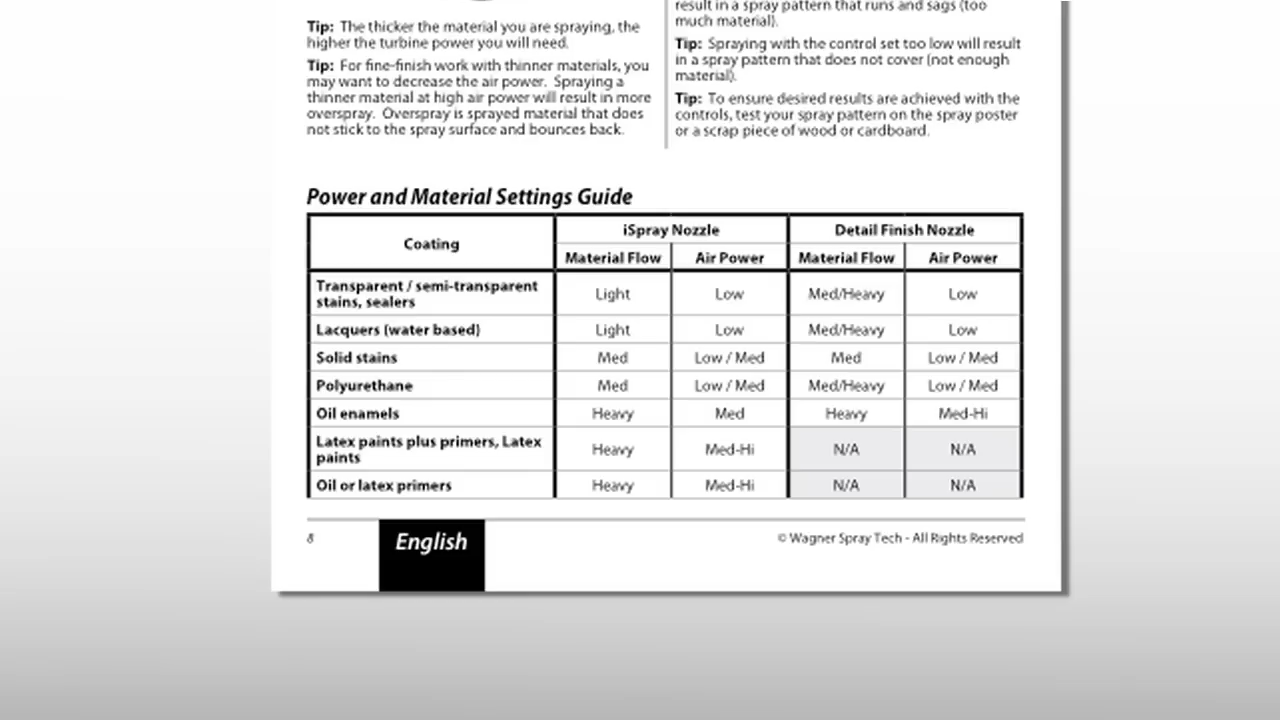 Tip: The thicker the material you are spraying, the
higher the turbine power you will need.
Tip: For fine-finish work with thinner materials, you
may want to decrease the air power. Spraying a
thinner material at high air power will result in more
overspray. Overspray is sprayed material that does
not stick to the spray surface and bounces back.
result in a spray pattern that runs and sags (too
much material).
Tip: Spraying with the control set too low will result
in a spray pattern that does not cover (not enough
material).
Tip: To ensure desired results are achieved with the
controls, test your spray pattern on the spray poster
or a scrap piece of wood or cardboard.
Power and Material Settings Guide
Coating iSpray Nozzle Detail Finish Nozzle
Material Flow Air Power Material Flow Air Power
Transparent / semi-transparent
stains, sealers Light Low Med/Heavy Low
Lacquers (water based) Light Low Med/Heavy Low
Solid stains Med Low / Med Med Low / Med
Polyurethane Med Low / Med Med/Heavy Low / Med
Oil enamels Heavy Med Heavy Med-Hi
Latex paints plus primers, Latex
paints Heavy Med-Hi N/A N/A
Oil or latex primers Heavy Med-Hi N/A N/A
8 English © Wagner Spray Tech - All Rights Reserved